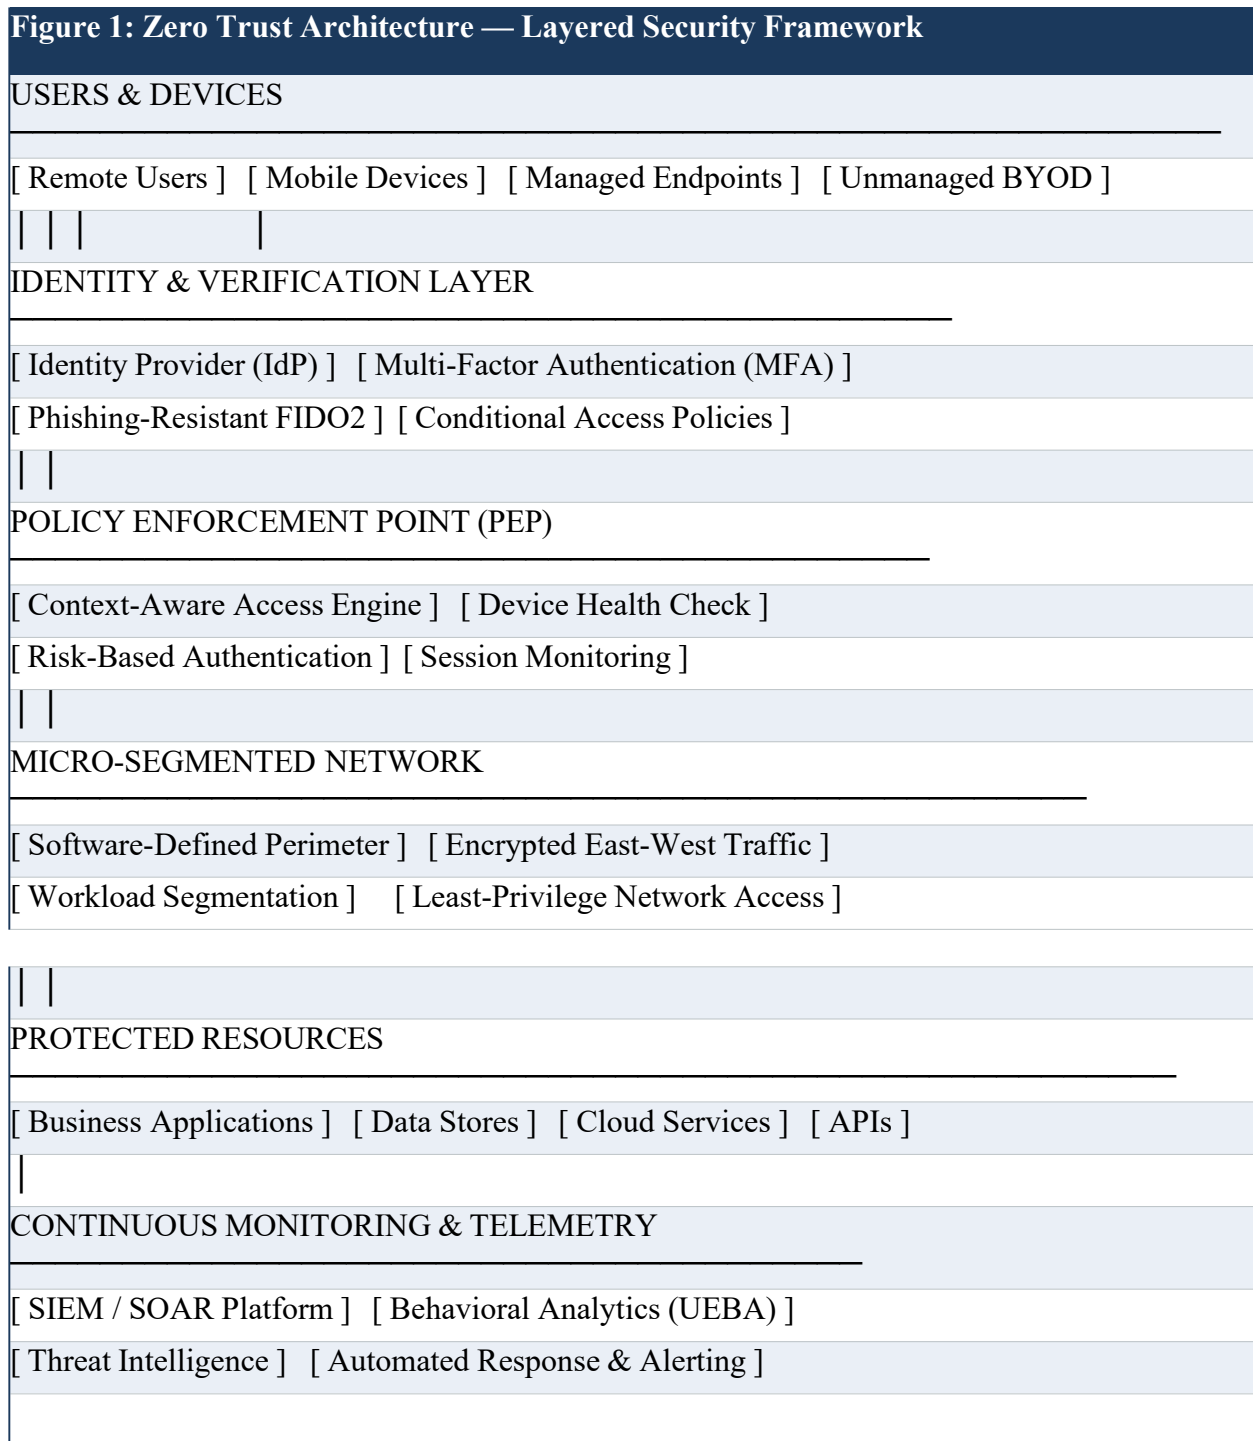 Figure 1: Zero Trust Architecture — Layered Security Framework
USERS & DEVICES
──────────────────────────────────────────────────────
[ Remote Users ] [ Mobile Devices ] [ Managed Endpoints ] [ Unmanaged BYOD ]
│ │ │ │
IDENTITY & VERIFICATION LAYER
──────────────────────────────────────────
[ Identity Provider (IdP) ] [ Multi-Factor Authentication (MFA) ]
[ Phishing-Resistant FIDO2 ] [ Conditional Access Policies ]
│ │
POLICY ENFORCEMENT POINT (PEP)
─────────────────────────────────────────
[ Context-Aware Access Engine ] [ Device Health Check ]
[ Risk-Based Authentication ] [ Session Monitoring ]
│ │
MICRO-SEGMENTED NETWORK
────────────────────────────────────────────────
[ Software-Defined Perimeter ] [ Encrypted East-West Traffic ]
[ Workload Segmentation ] [ Least-Privilege Network Access ]
│ │
PROTECTED RESOURCES
────────────────────────────────────────────────────
[ Business Applications ] [ Data Stores ] [ Cloud Services ] [ APIs ]
│
CONTINUOUS MONITORING & TELEMETRY
──────────────────────────────────────
[ SIEM / SOAR Platform ] [ Behavioral Analytics (UEBA) ]
[ Threat Intelligence ] [ Automated Response & Alerting ]